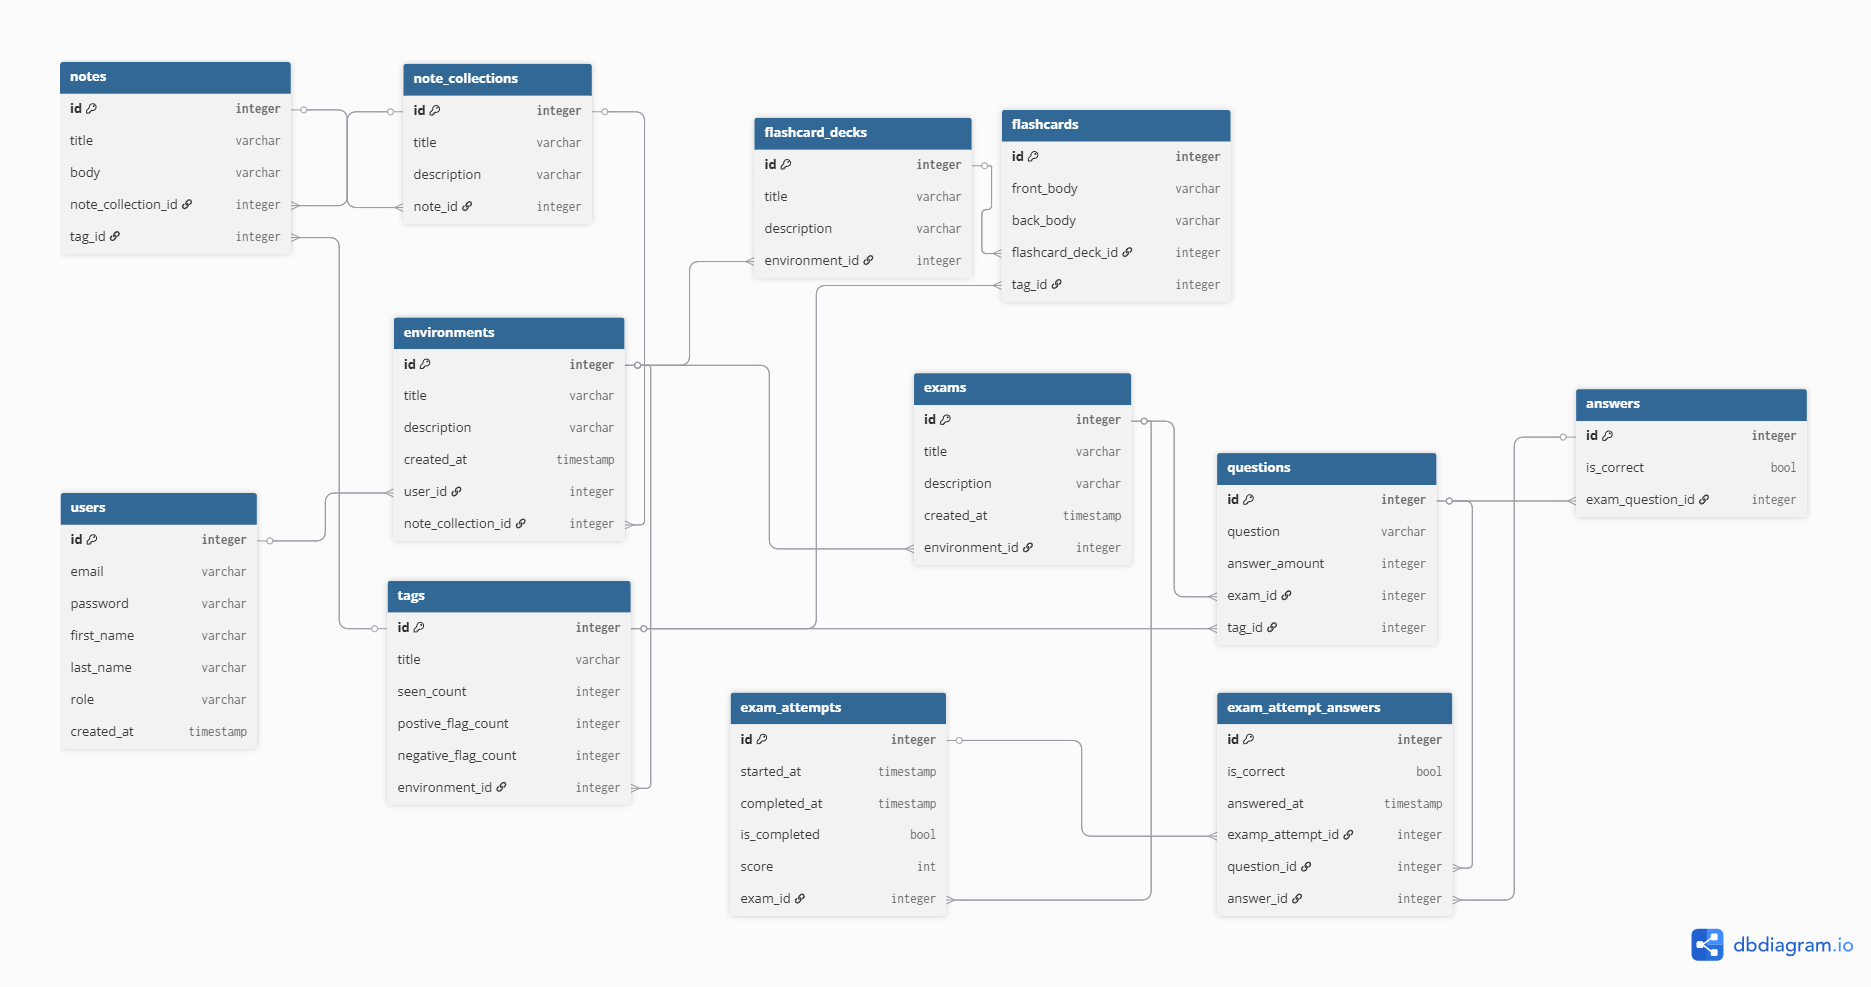 notes
id integer
title varchar
body varchar
note_collection_id integer
tag_id integer
note_collections
id integer
title varchar
description varchar
note_id integer
flashcard_decks
id integer
title varchar
description varchar
environment_id integer
flashcards
id integer
front_body varchar
back_body varchar
flashcard_deck_id integer
tag_id integer
environments
id integer
title varchar
description varchar
created_at timestamp
user_id integer
note_collection_id integer
exams
id integer
title varchar
description varchar
created_at timestamp
environment_id integer
answers
id integer
is_correct bool
exam_question_id integer
questions
id integer
question varchar
answer_amount integer
exam_id integer
tag_id integer
users
id integer
email varchar
password varchar
first_name varchar
last_name varchar
role varchar
created_at timestamp
tags
id integer
title varchar
seen_count integer
postive_flag_count integer
negative_flag_count integer
environment_id integer
exam_attempts
id integer
started_at timestamp
completed_at timestamp
is_completed bool
score int
exam_id integer
exam_attempt_answers
id integer
is_correct bool
answered_at timestamp
examp_attempt_id integer
question_id integer
answer_id integer
dbdiagram.io